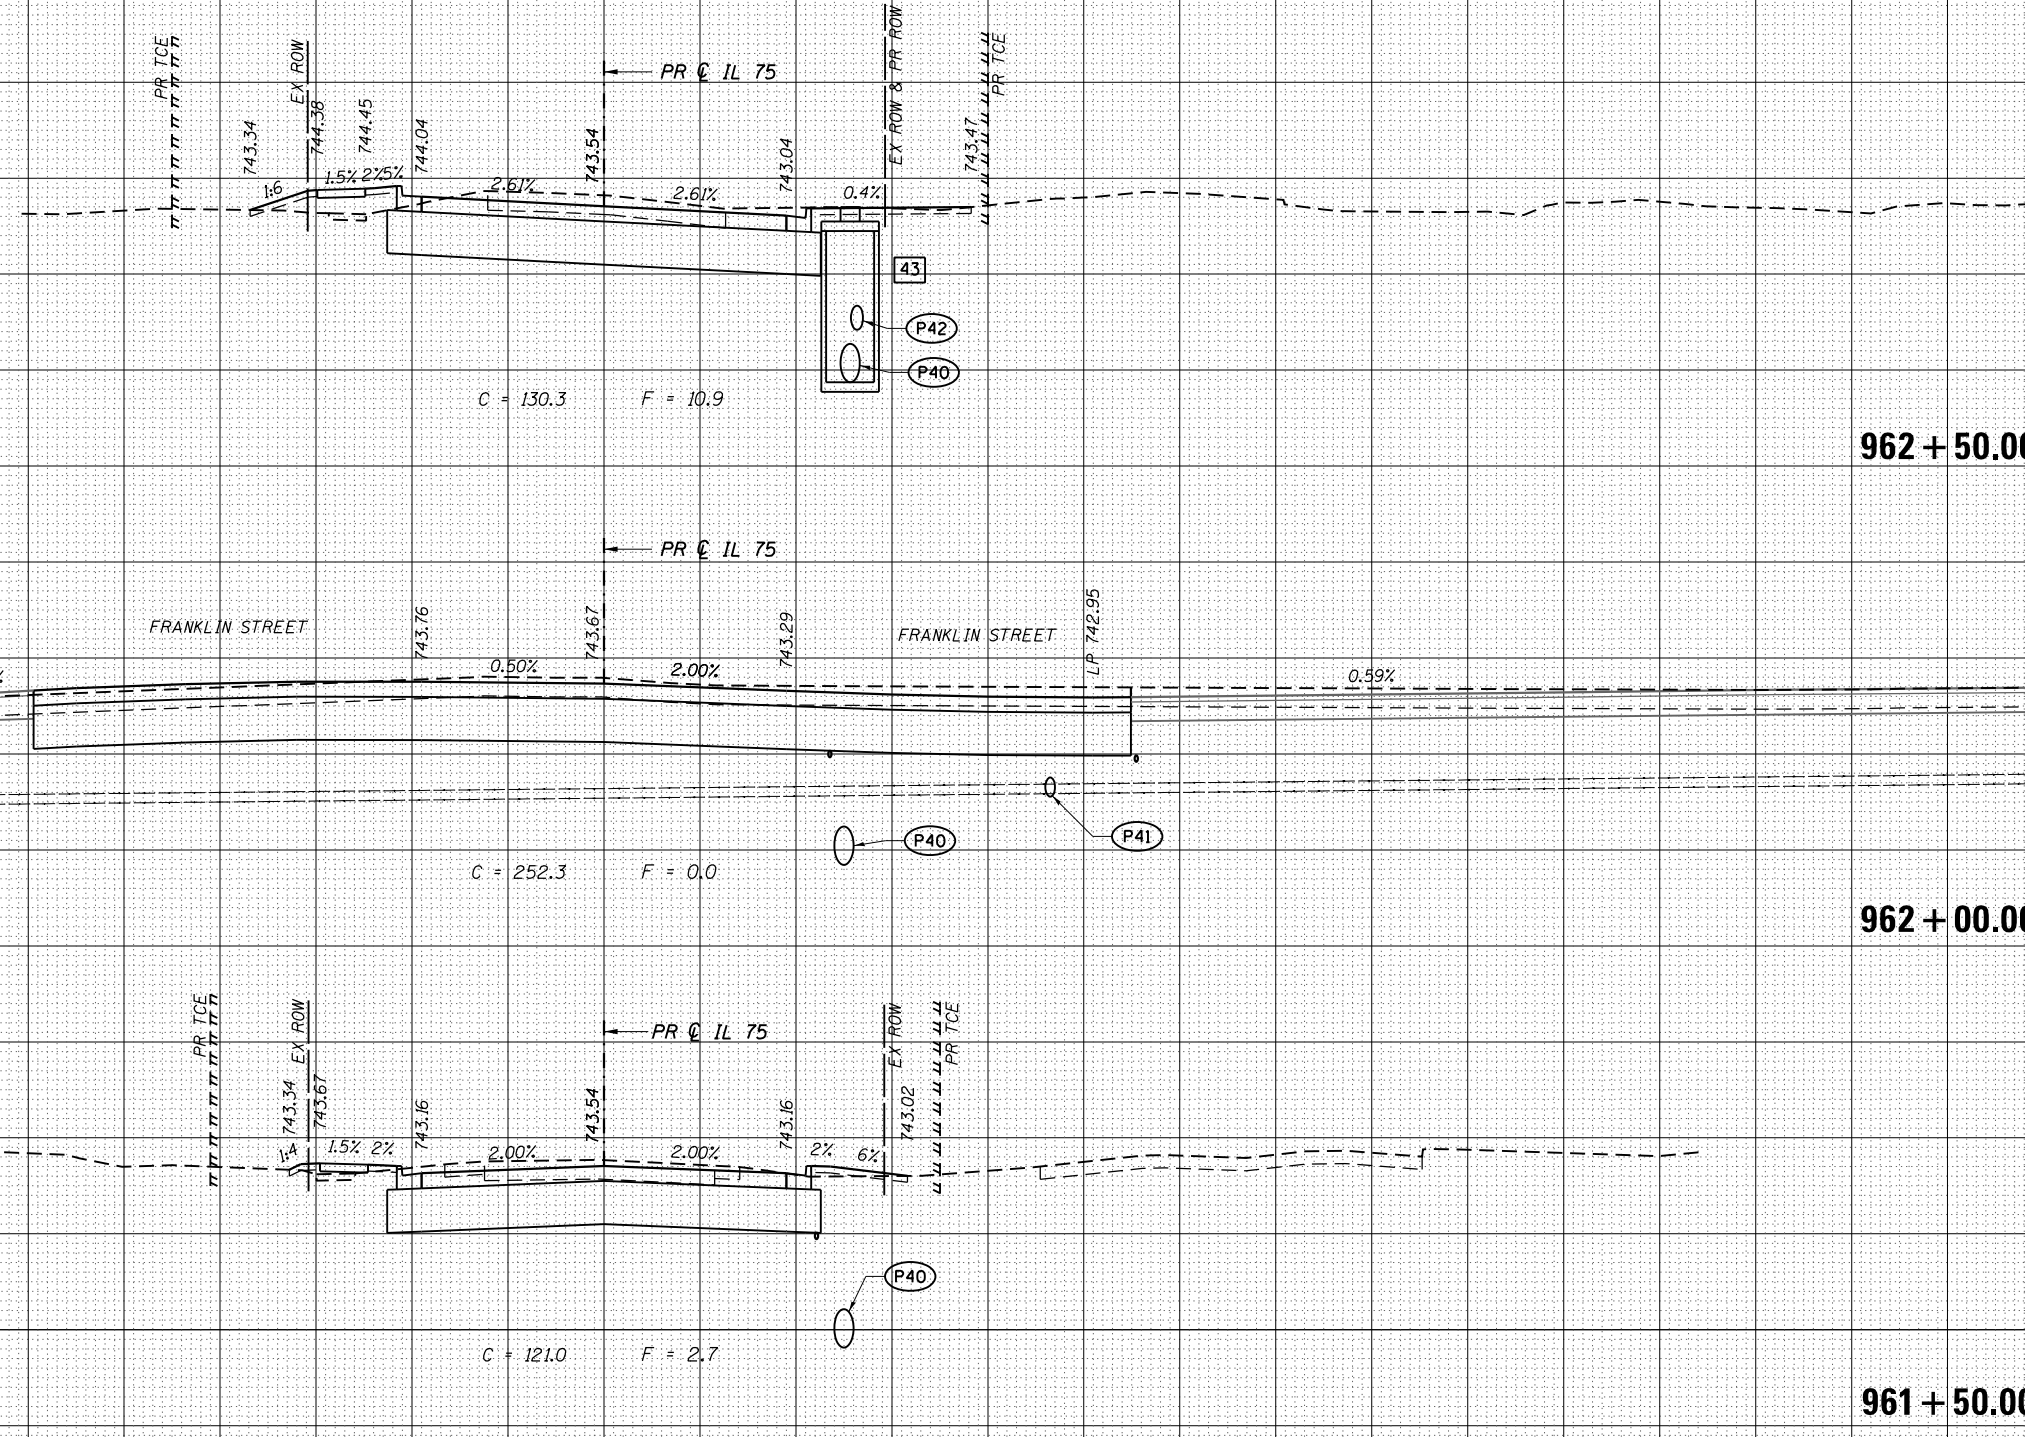 PR TCE
EX ROW
EX ROW & PR ROW
PR TCE
PR ℄ IL 75
743.34
744.38
744.45
744.04
743.54
743.04
743.47
1:6
1.5%
2%
5%
2.61%
2.61%
0.4%
43
P42
P40
C = 130.3
F = 10.9
962 + 50.00
PR ℄ IL 75
FRANKLIN STREET
743.76
743.67
743.29
FRANKLIN STREET
LP 742.95
0.50%
2.00%
0.59%
P40
P41
C = 252.3
F = 0.0
962 + 00.00
PR TCE
EX ROW
EX ROW
PR TCE
PR ℄ IL 75
743.34
743.67
743.16
743.54
743.16
743.02
1:4
1.5%
2%
2.00%
2.00%
2%
6%
P40
C = 121.0
F = 2.7
961 + 50.00